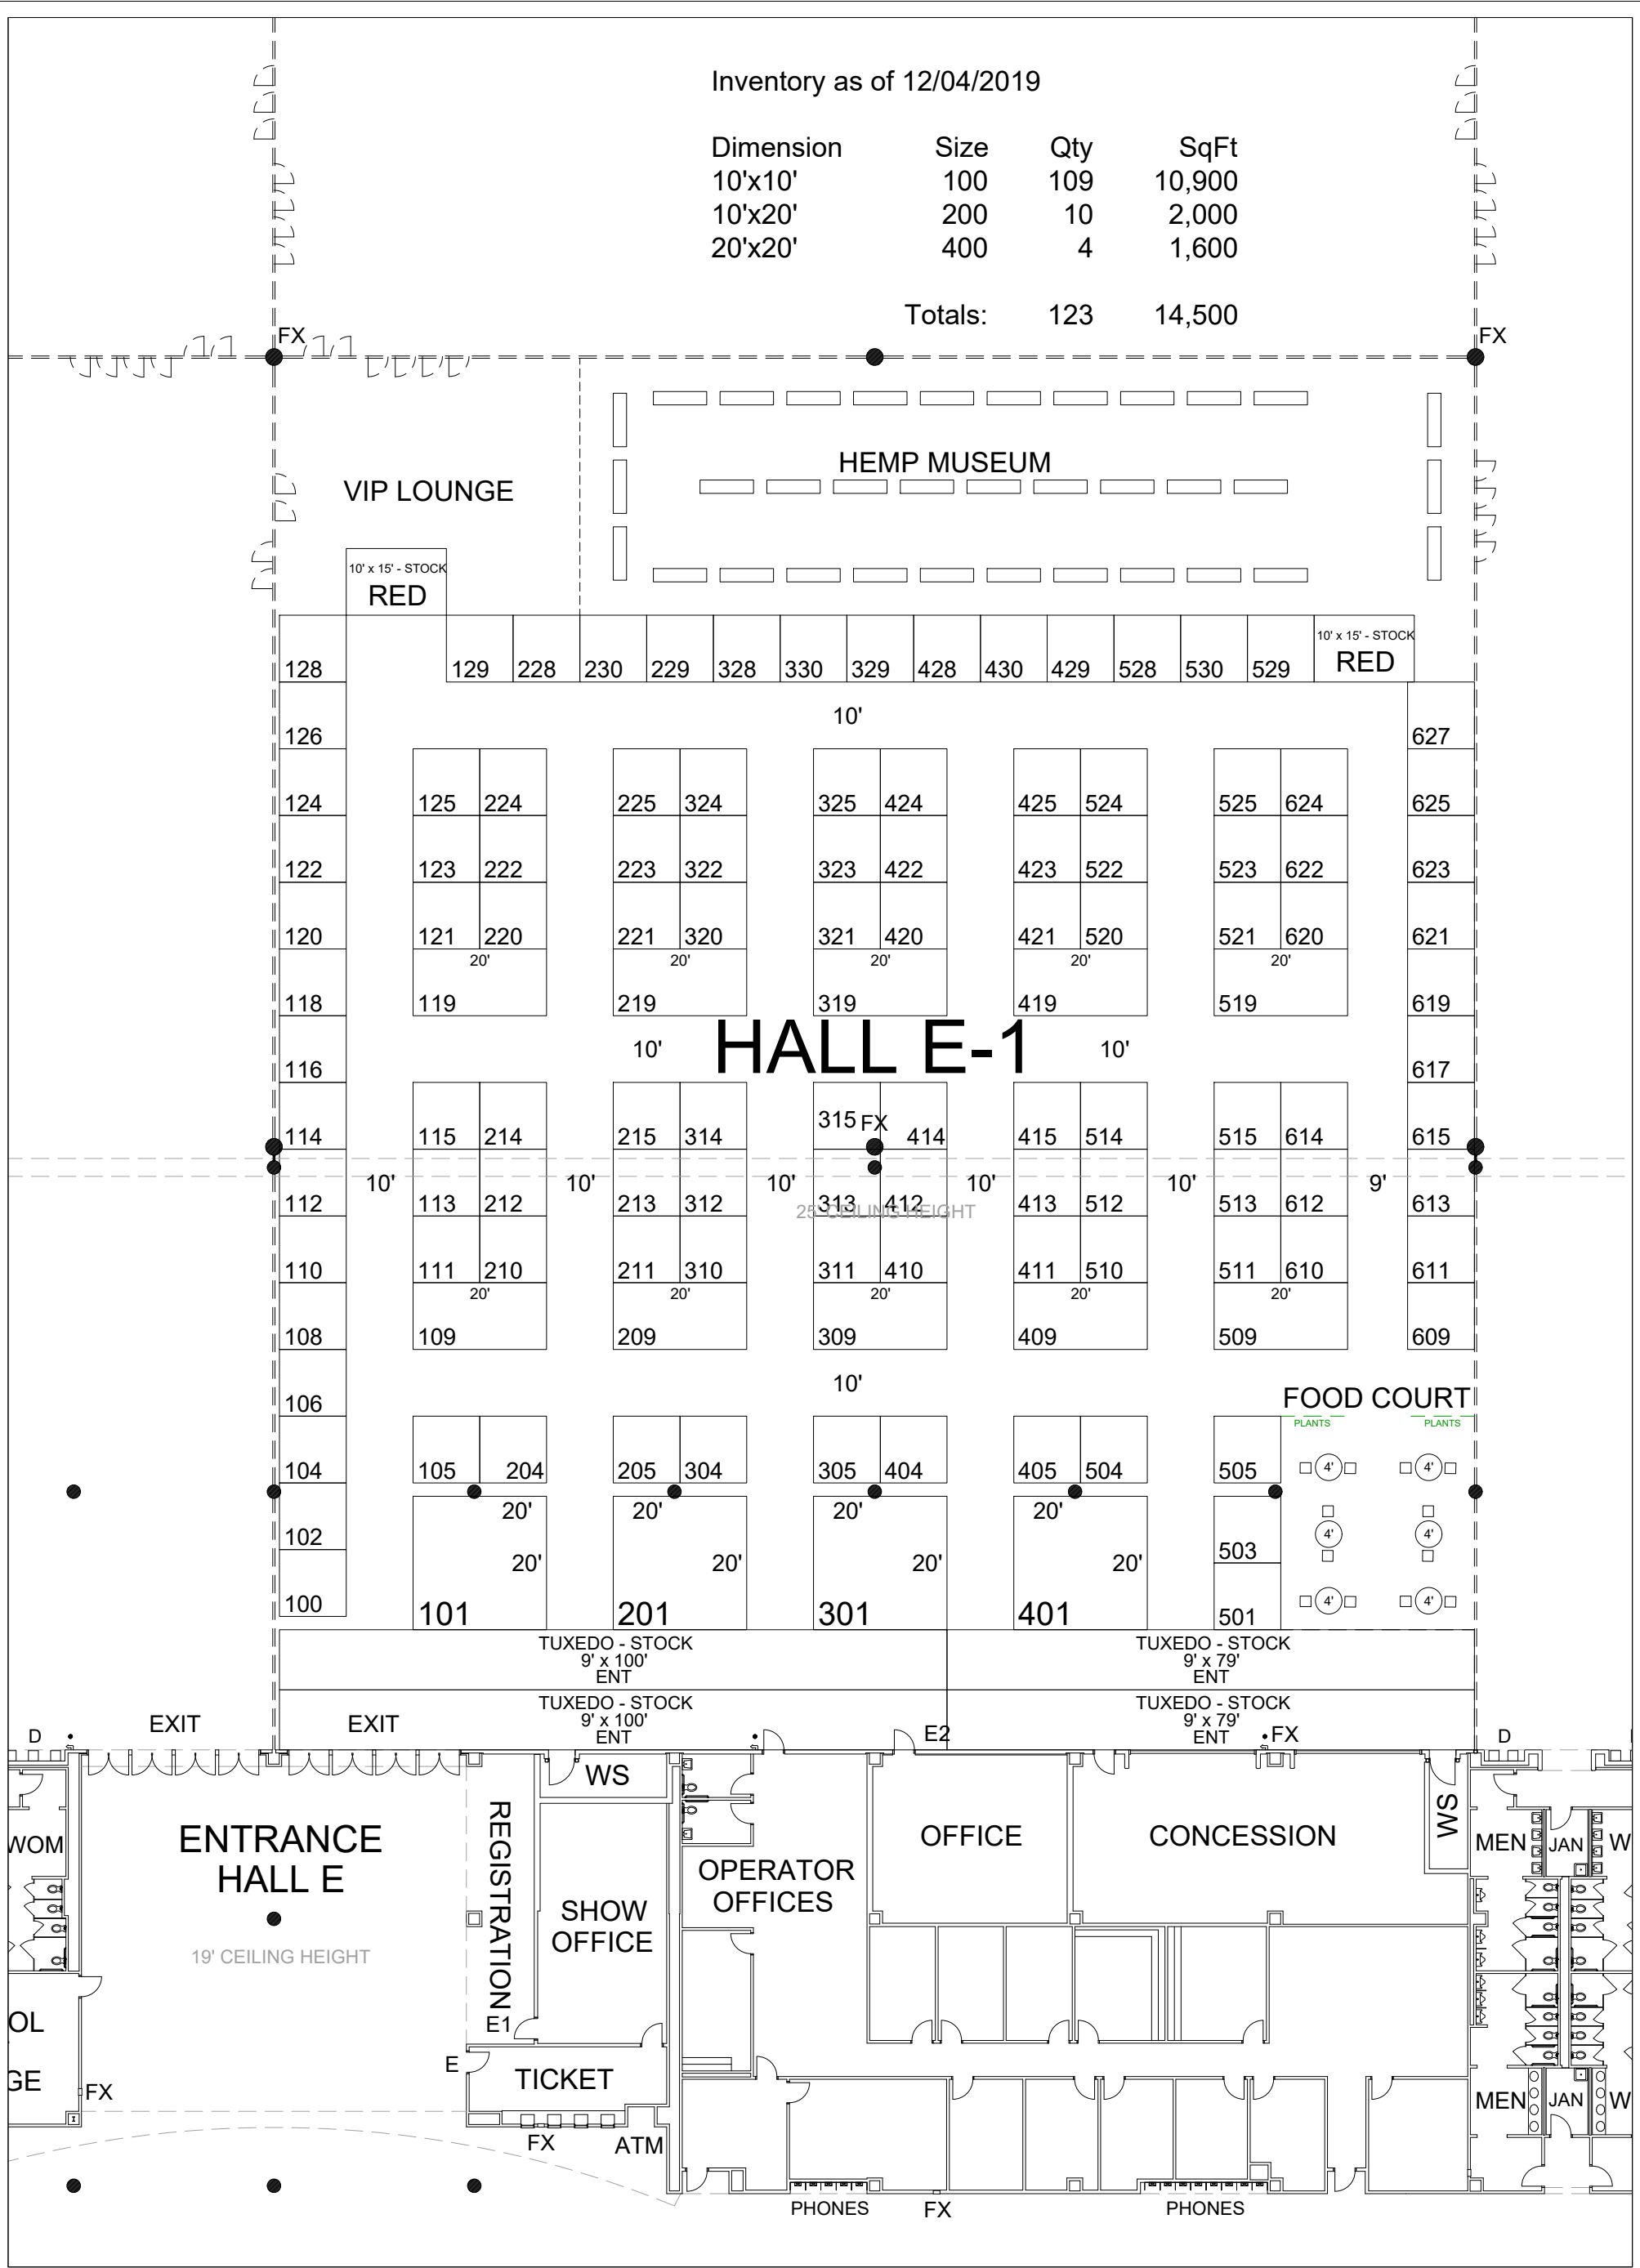 Inventory as of 12/04/2019
Dimension Size Qty SqFt
10'x10' 100 109 10,900
10'x20' 200 10 2,000
20'x20' 400 4 1,600
Totals: 123 14,500
FX FX
HEMP MUSEUM
VIP LOUNGE
10' x 15' - STOCK
RED
10' x 15' - STOCK
RED
128 129 228 230 229 328 330 329 428 430 429 528 530 529
10'
126 627
124 125 224 225 324 325 424 425 524 525 624 625
122 123 222 223 322 323 422 423 522 523 622 623
120 121 220 221 320 321 420 421 520 521 620 621
20' 20' 20' 20' 20'
118 119 219 319 419 519 619
10' HALL E-1 10'
116 617
315 FX
114 115 214 215 314 414 415 514 515 614 615
10' 10' 10' 10' 10' 9'
112 113 212 213 312 313 412 413 512 513 612 613
25' CEILING HEIGHT
110 111 210 211 310 311 410 411 510 511 610 611
20' 20' 20' 20' 20'
108 109 209 309 409 509 609
10'
106 FOOD COURT
PLANTS PLANTS
104 105 204 205 304 305 404 405 504 505 4' 4'
20' 20' 20' 20'
102 503 4' 4'
20' 20' 20' 20'
100 101 201 301 401 501 4' 4'
TUXEDO - STOCK
9' x 100'
ENT
TUXEDO - STOCK
9' x 79'
ENT
TUXEDO - STOCK
9' x 100'
ENT
TUXEDO - STOCK
9' x 79'
ENT
D EXIT EXIT E2 FX D
WS
WS
REGISTRATION
WOM
ENTRANCE
HALL E
19' CEILING HEIGHT
OFFICE
CONCESSION
MEN JAN W
OPERATOR
OFFICES
SHOW
OFFICE
OL
GE
E1
E
FX
TICKET
FX ATM
MEN JAN W
PHONES FX PHONES